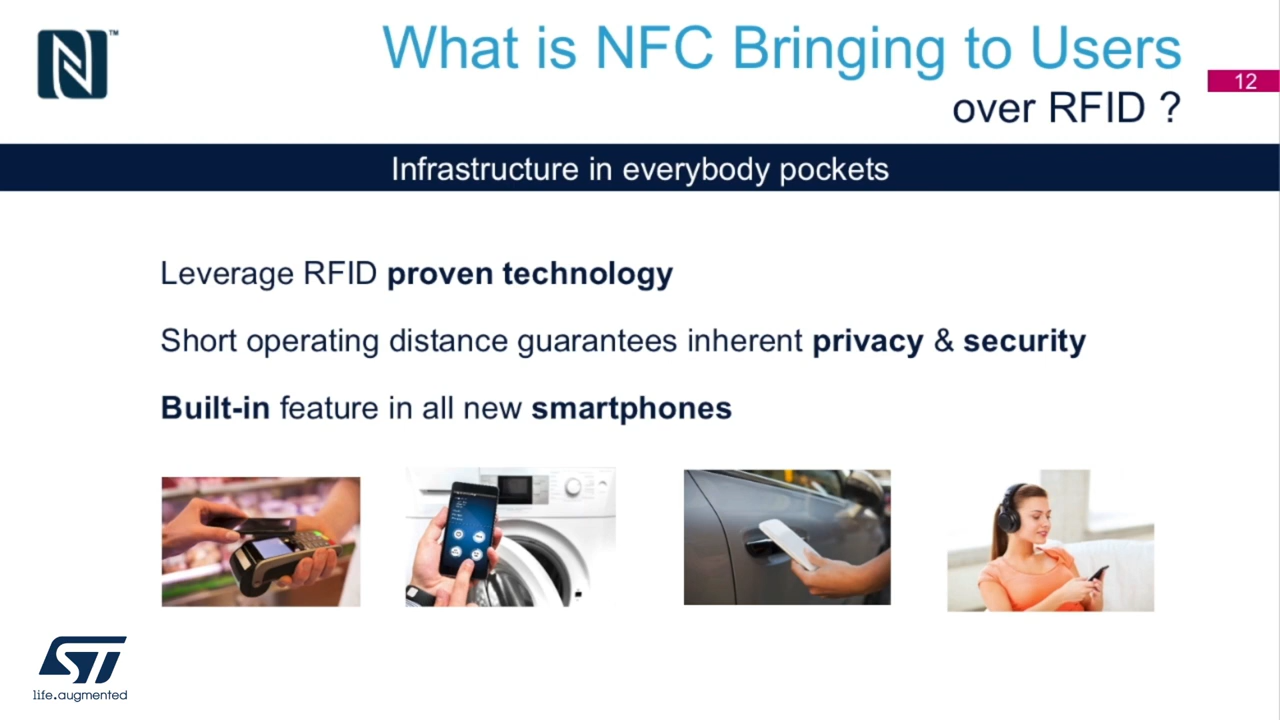 What is NFC Bringing to Users
12
over RFID ?
Infrastructure in everybody pockets
Leverage RFID proven technology
Short operating distance guarantees inherent privacy & security
Built-in feature in all new smartphones
ST
life.augmented